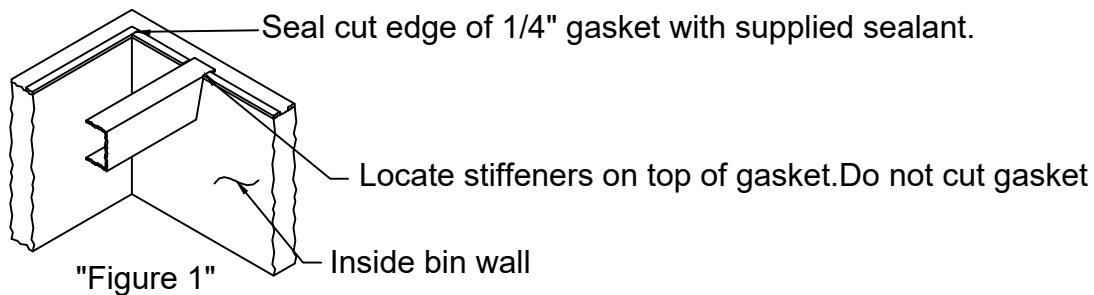 Seal cut edge of 1/4" gasket with supplied sealant.
Locate stiffeners on top of gasket.Do not cut gasket
Inside bin wall
"Figure 1"